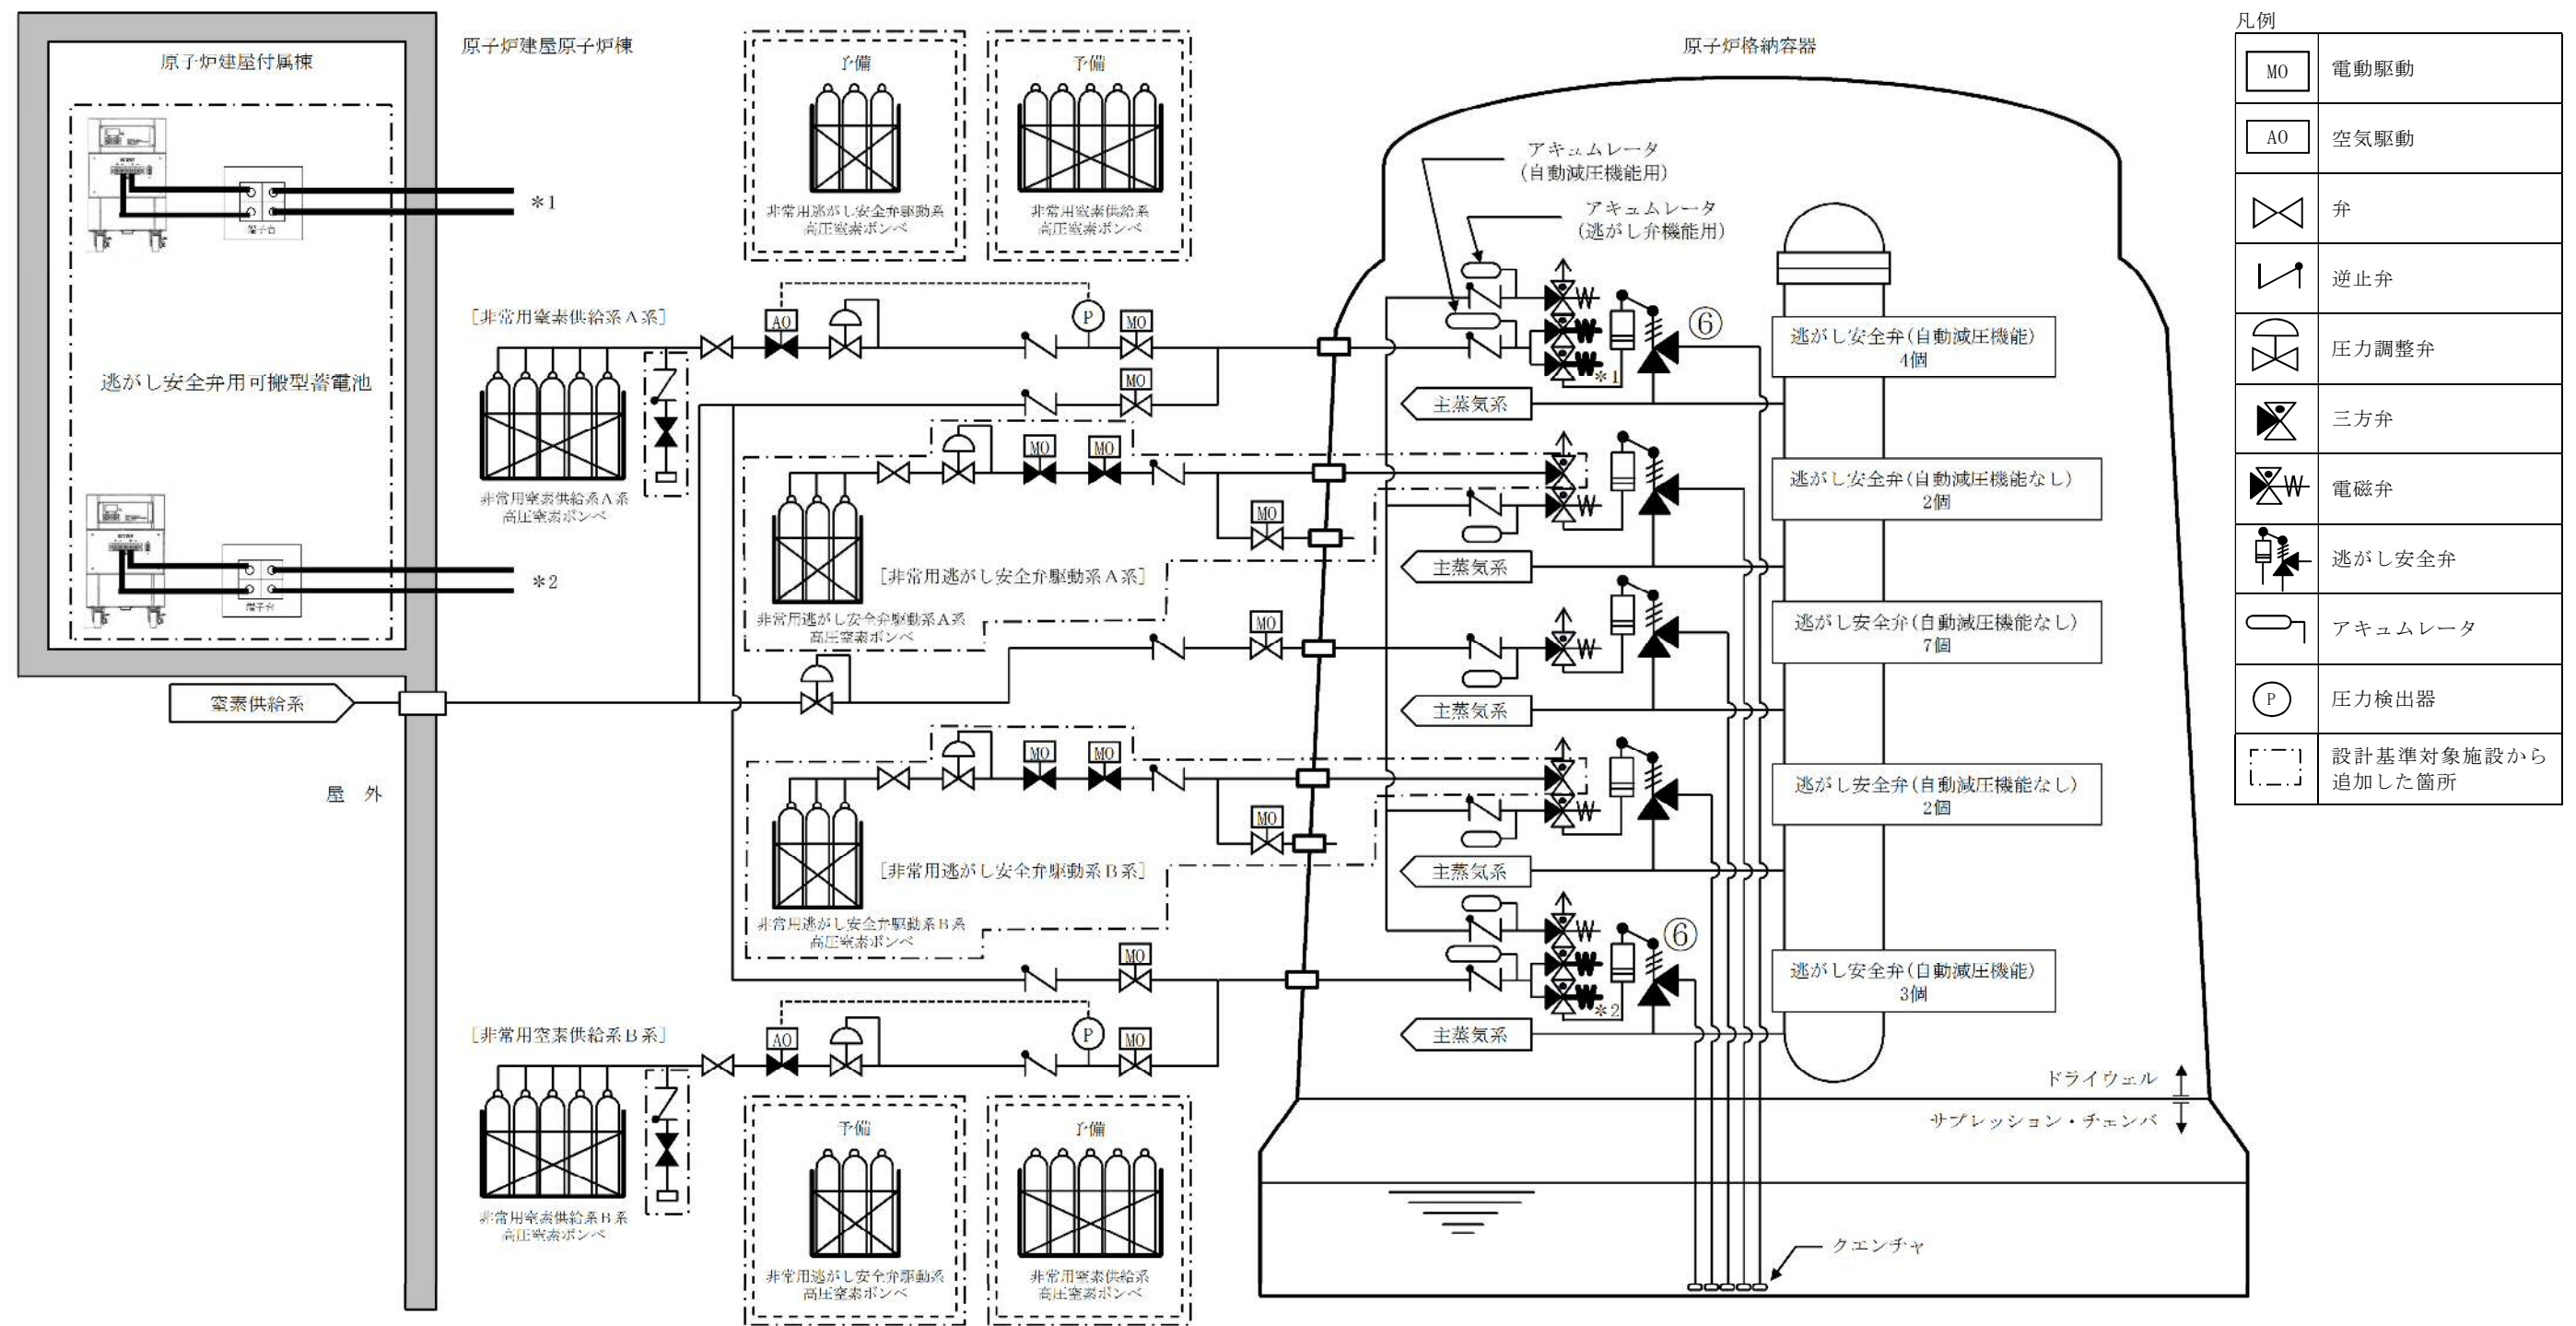 原子炉建屋付属棟
端子台
*1
逃がし安全弁用可搬型蓄電池
端子台
*2
窒素供給系
屋 外
原子炉建屋原子炉棟
予備
非常用逃がし安全弁駆動系
高圧窒素ボンベ
予備
非常用窒素供給系
高圧窒素ボンベ
[非常用窒素供給系A系]
AO
P
MO
MO
非常用窒素供給系A系
高圧窒素ボンベ
MO
MO
MO
[非常用逃がし安全弁駆動系A系]
非常用逃がし安全弁駆動系A系
高圧窒素ボンベ
MO
MO
MO
MO
[非常用逃がし安全弁駆動系B系]
非常用逃がし安全弁駆動系B系
高圧窒素ボンベ
MO
[非常用窒素供給系B系]
AO
P
MO
非常用窒素供給系B系
高圧窒素ボンベ
予備
非常用逃がし安全弁駆動系
高圧窒素ボンベ
予備
非常用窒素供給系
高圧窒素ボンベ
原子炉格納容器
アキュムレータ
(自動減圧機能用)
アキュムレータ
(逃がし弁機能用)
⑥
*1
逃がし安全弁(自動減圧機能)
4個
主蒸気系
逃がし安全弁(自動減圧機能なし)
2個
主蒸気系
逃がし安全弁(自動減圧機能なし)
7個
主蒸気系
逃がし安全弁(自動減圧機能なし)
2個
主蒸気系
⑥
*2
逃がし安全弁(自動減圧機能)
3個
主蒸気系
ドライウェル
サプレッション・チェンバ
クエンチャ
凡例
MO 電動駆動
AO 空気駆動
弁
逆止弁
圧力調整弁
三方弁
電磁弁
逃がし安全弁
アキュムレータ
P 圧力検出器
設計基準対象施設から
追加した箇所